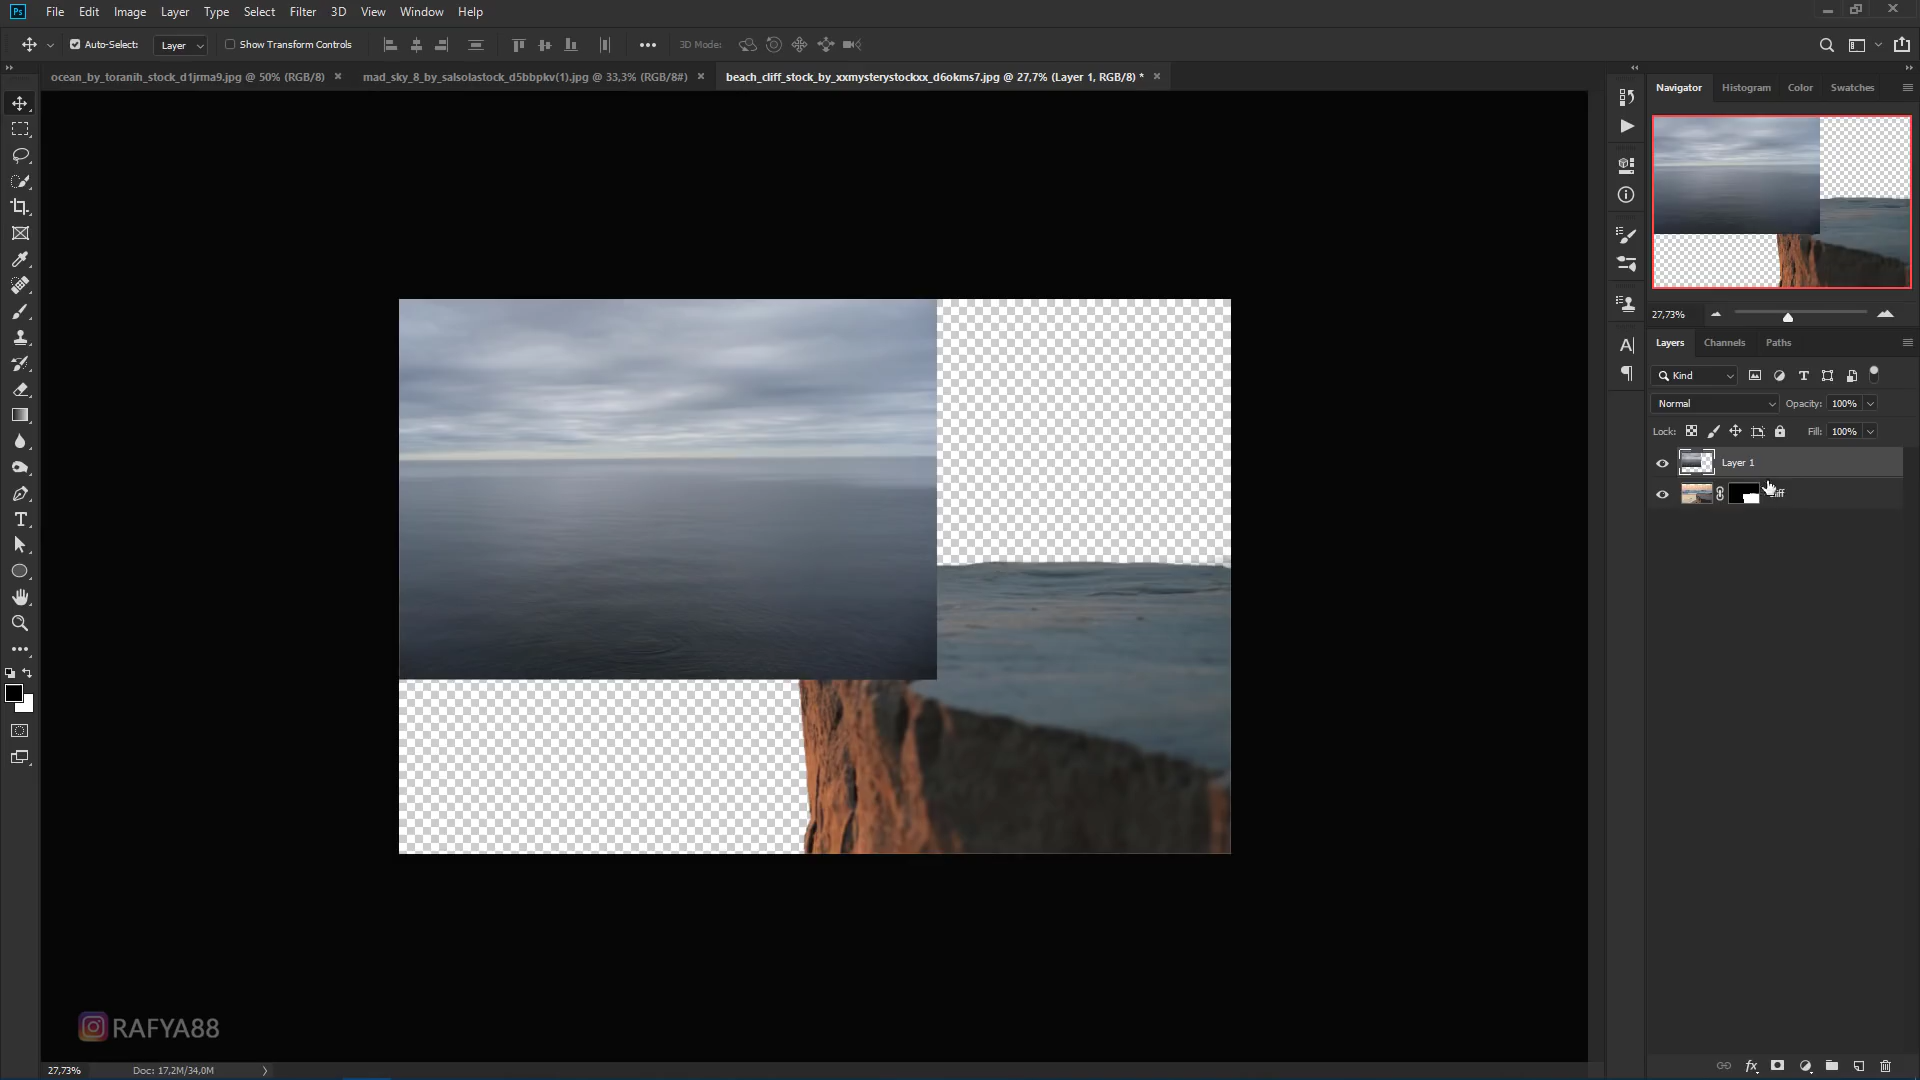 Ps File Edit Image Layer Type Select Filter 3D View Window Help
Auto-Select: Layer Show Transform Controls 3D Mode:
ocean_by_toranih_stock_d1jrma9.jpg @ 50% (RGB/8) × mad_sky_8_by_salsolastock_d5bbpkv(1).jpg @ 33,3% (RGB/8#) × beach_cliff_stock_by_xxmysterystockxx_d6okms7.jpg @ 27,7% (Layer 1, RGB/8) * ×
Navigator Histogram Color Swatches
27,73%
Layers Channels Paths
Kind
Normal Opacity: 100%
Lock: Fill: 100%
Layer 1
RAFYA88
27,73% Doc: 17,2M/34,0M